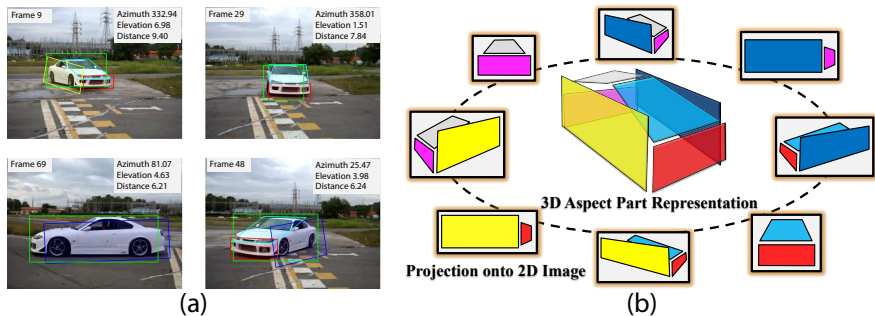 Frame 9
Azimuth 332.94
Elevation 6.98
Distance 9.40
Frame 29
Azimuth 358.01
Elevation 1.51
Distance 7.84
Frame 69
Azimuth 81.07
Elevation 4.63
Distance 6.21
Frame 48
Azimuth 25.47
Elevation 3.98
Distance 6.24
(a)
3D Aspect Part Representation
Projection onto 2D Image
(b)